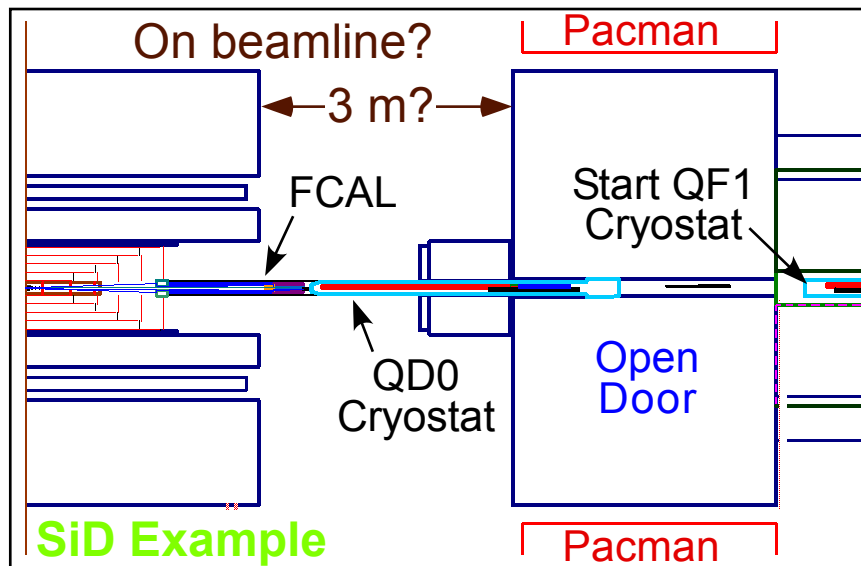 On beamline?
Pacman
3 m?
FCAL
Start QF1
Cryostat
QD0
Cryostat
Open
Door
SiD Example
Pacman